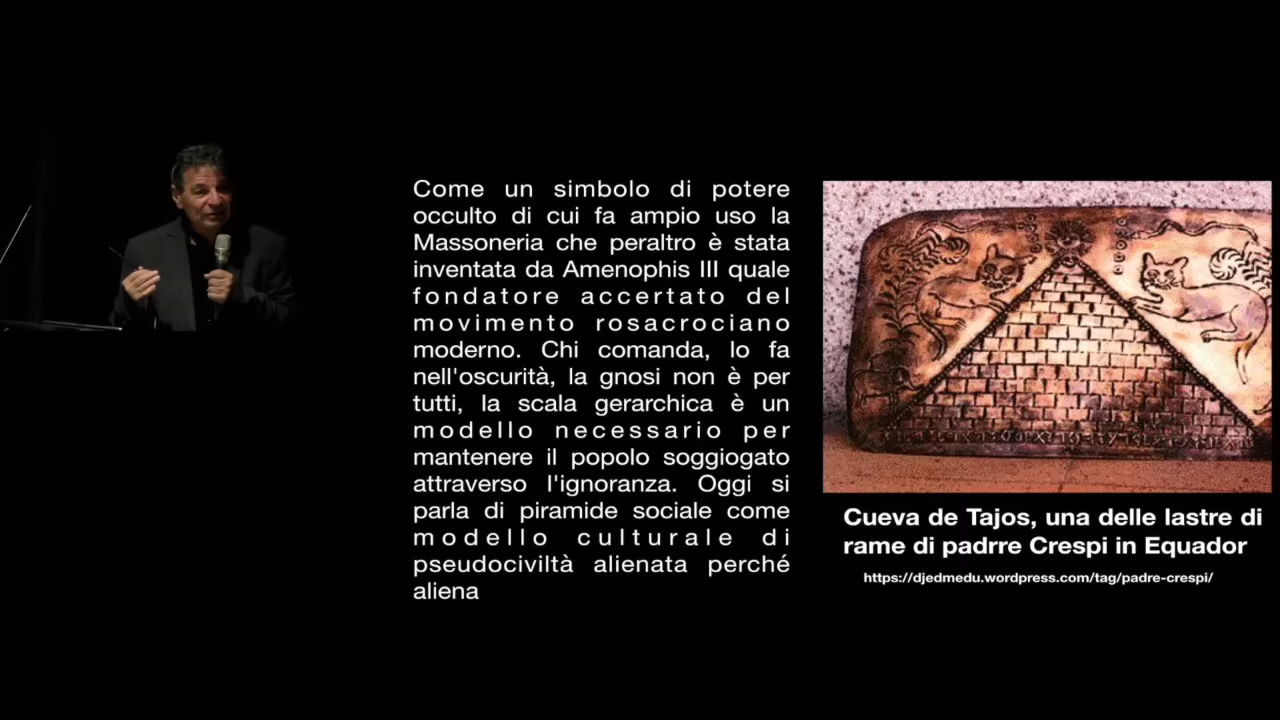 Come un simbolo di potere
occulto di cui fa ampio uso la
Massoneria che peraltro è stata
inventata da Amenophis III quale
fondatore accertato del
movimento rosacrociano
moderno. Chi comanda, lo fa
nell'oscurità, la gnosi non è per
tutti, la scala gerarchica è un
modello necessario per
mantenere il popolo soggiogato
attraverso l'ignoranza. Oggi si
parla di piramide sociale come
modello culturale di
pseudociviltà alienata perché
aliena
Cueva de Tajos, una delle lastre di
rame di padrre Crespi in Equador
https://djedmedu.wordpress.com/tag/padre-crespi/